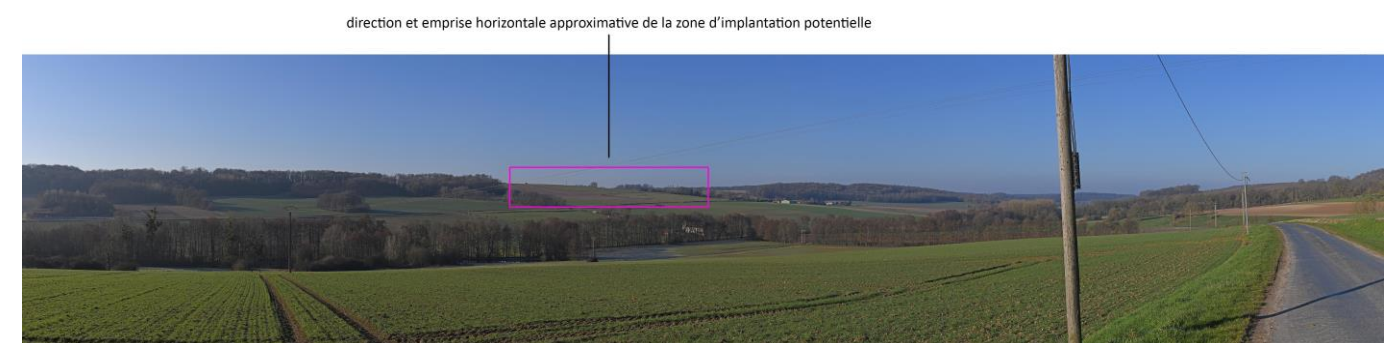 direction et emprise horizontale approximative de la zone d'implantation potentielle